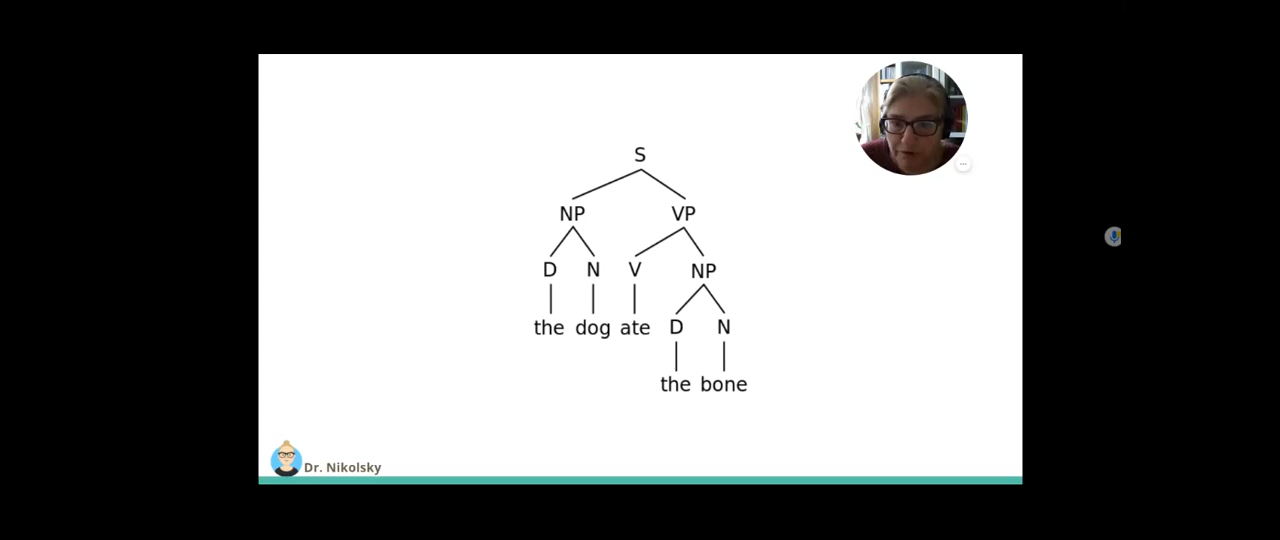 S
NP VP
D N V NP
the dog ate D N
the bone
Dr. Nikolsky